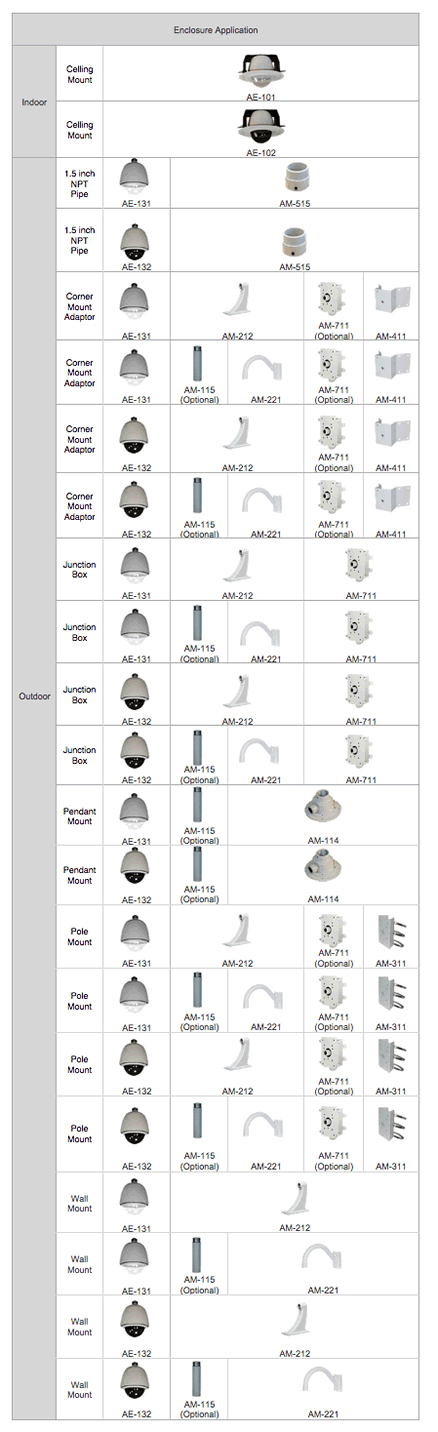 Enclosure Application
Indoor
Celling
Mount
AE-101
Celling
Mount
AE-102
Outdoor
1.5 inch
NPT
Pipe
AE-131
AM-515
1.5 inch
NPT
Pipe
AE-132
AM-515
Corner
Mount
Adaptor
AE-131
AM-212
AM-711
(Optional)
AM-411
Corner
Mount
Adaptor
AE-131
AM-115
(Optional)
AM-221
AM-711
(Optional)
AM-411
Corner
Mount
Adaptor
AE-132
AM-212
AM-711
(Optional)
AM-411
Corner
Mount
Adaptor
AE-132
AM-115
(Optional)
AM-221
AM-711
(Optional)
AM-411
Junction
Box
AE-131
AM-212
AM-711
Junction
Box
AE-131
AM-115
(Optional)
AM-221
AM-711
Junction
Box
AE-132
AM-212
AM-711
Junction
Box
AE-132
AM-115
(Optional)
AM-221
AM-711
Pendant
Mount
AE-131
AM-115
(Optional)
AM-114
Pendant
Mount
AE-132
AM-115
(Optional)
AM-114
Pole
Mount
AE-131
AM-212
AM-711
(Optional)
AM-311
Pole
Mount
AE-131
AM-115
(Optional)
AM-221
AM-711
(Optional)
AM-311
Pole
Mount
AE-132
AM-212
AM-711
(Optional)
AM-311
Pole
Mount
AE-132
AM-115
(Optional)
AM-221
AM-711
(Optional)
AM-311
Wall
Mount
AE-131
AM-212
Wall
Mount
AE-131
AM-115
(Optional)
AM-221
Wall
Mount
AE-132
AM-212
Wall
Mount
AE-132
AM-115
(Optional)
AM-221